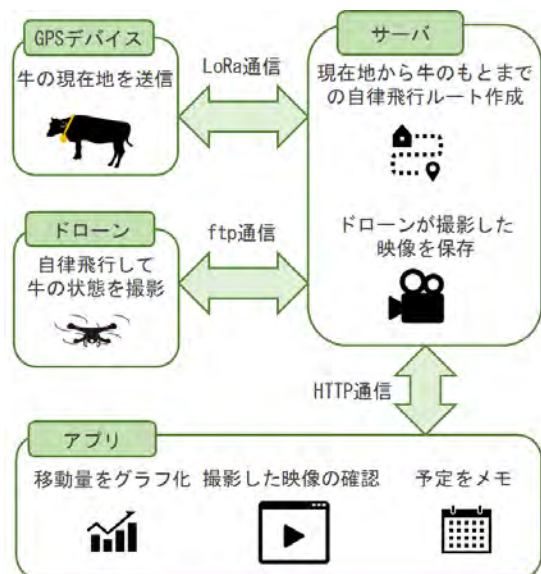 GPSデバイス
牛の現在地を送信
LoRa通信
サーバ
現在地から牛のもとまで
の自律飛行ルート作成
ドローンが撮影した
映像を保存
ドローン
自律飛行して
牛の状態を撮影
ftp通信
HTTP通信
アプリ
移動量をグラフ化
撮影した映像の確認
予定をメモ